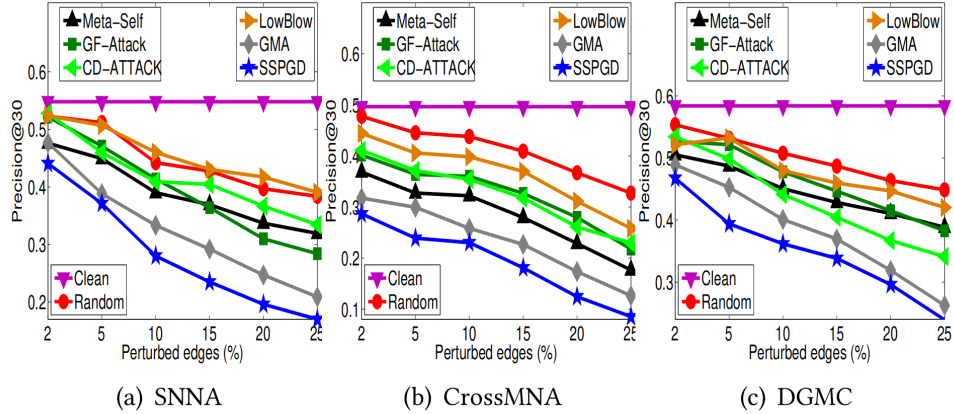 Meta-Self
GF-Attack
CD-ATTACK
LowBlow
GMA
SSPGD
Clean
Random
Precision@30
0.6
0.5
0.4
0.3
0.2
2 5 10 15 20 25
Perturbed edges (%)
(a) SNNA
Meta-Self
GF-Attack
CD-ATTACK
LowBlow
GMA
SSPGD
Clean
Random
Precision@30
0.5
0.5
0.4
0.3
0.2
0.1
2 5 10 15 20 25
Perturbed edges (%)
(b) CrossMNA
Meta-Self
GF-Attack
CD-ATTACK
LowBlow
GMA
SSPGD
Clean
Random
Precision@30
0.6
0.5
0.4
0.3
2 5 10 15 20 25
Perturbed edges (%)
(c) DGMC